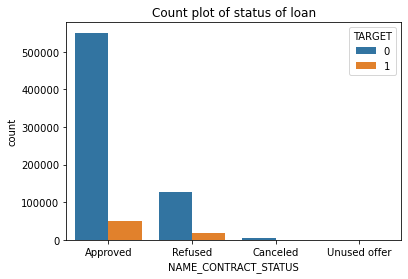 Count plot of status of loan
TARGET
0
1
count
500000
400000
300000
200000
100000
0
Approved Refused Canceled Unused offer
NAME_CONTRACT_STATUS